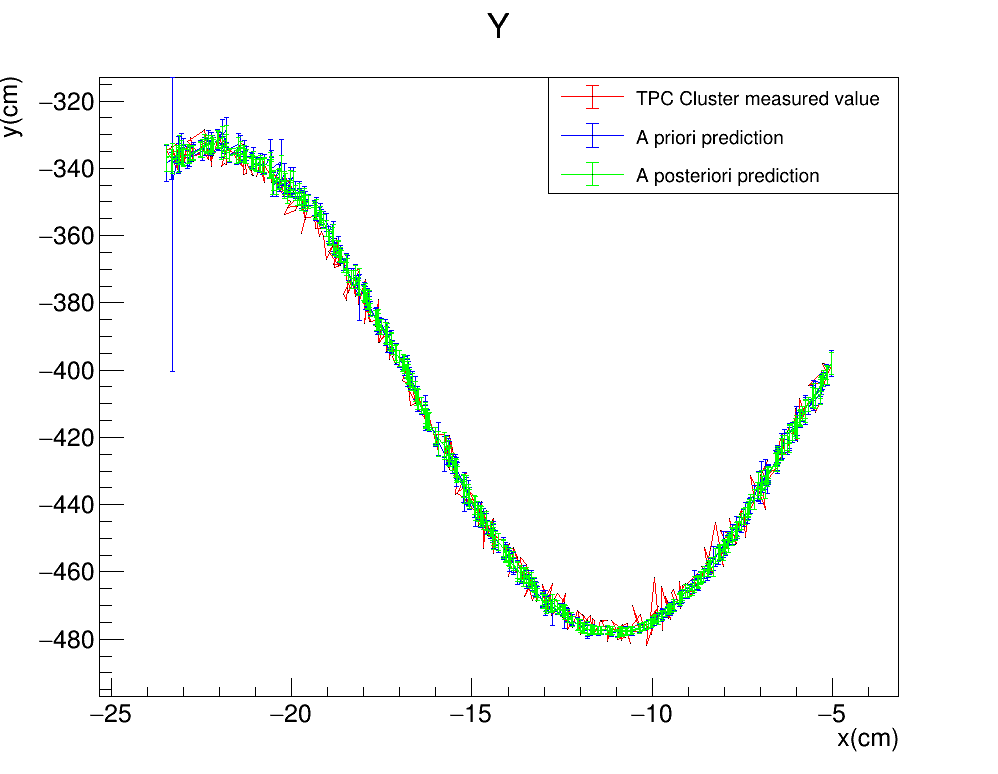 Y
y(cm)
TPC Cluster measured value
A priori prediction
A posteriori prediction
−320
−340
−360
−380
−400
−420
−440
−460
−480
−25
−20
−15
−10
−5
x(cm)